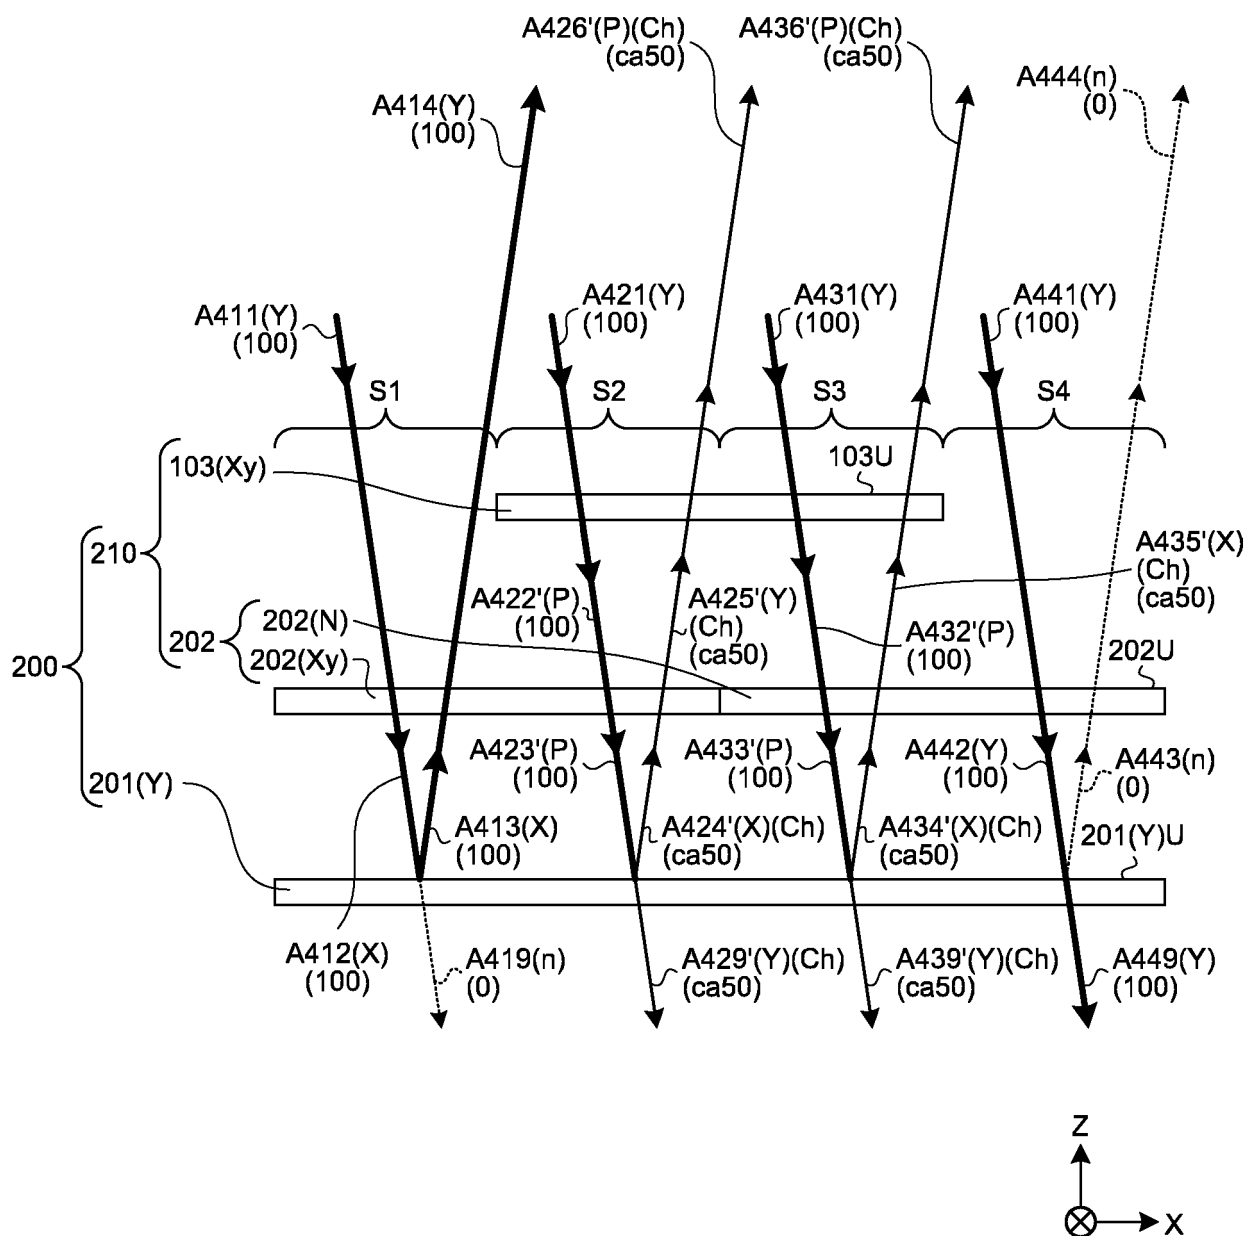 A426'(P)(Ch)
(ca50)
A436'(P)(Ch)
(ca50)
A444(n)
(0)
A414(Y)
(100)
A411(Y)
(100)
A421(Y)
(100)
A431(Y)
(100)
A441(Y)
(100)
S1
S2
S3
S4
103(Xy)
103U
210
200
202
202(N)
202(Xy)
A422'(P)
(100)
A425'(Y)
(Ch)
(ca50)
A432'(P)
(100)
A435'(X)
(Ch)
(ca50)
202U
201(Y)
A423'(P)
(100)
A433'(P)
(100)
A442(Y)
(100)
A443(n)
(0)
A413(X)
(100)
A424'(X)(Ch)
(ca50)
A434'(X)(Ch)
(ca50)
201(Y)U
A412(X)
(100)
A419(n)
(0)
A429'(Y)(Ch)
(ca50)
A439'(Y)(Ch)
(ca50)
A449(Y)
(100)
Z
X